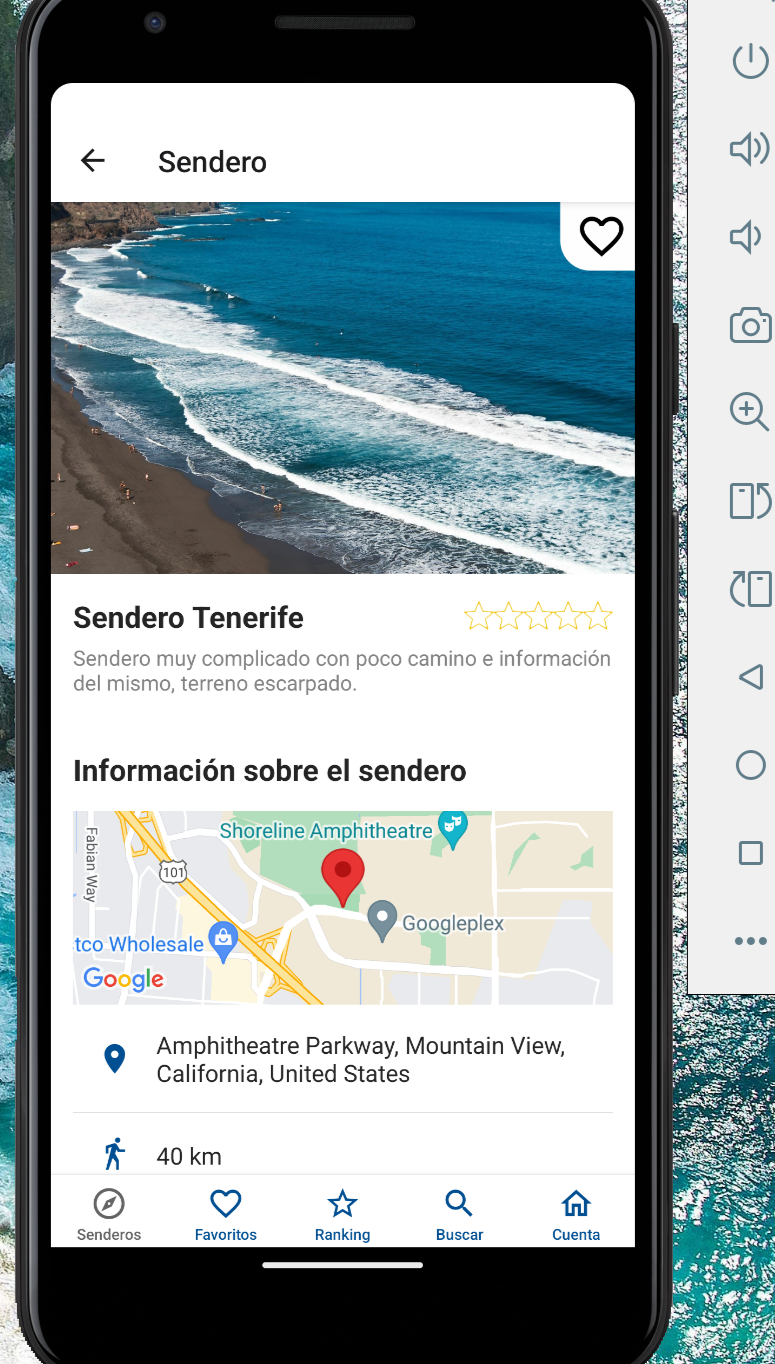 Sendero
Sendero Tenerife
Sendero muy complicado con poco camino e información
del mismo, terreno escarpado.
Información sobre el sendero
Shoreline Amphitheatre
Fabian Way
101
Googleplex
tco Wholesale
Google
Amphitheatre Parkway, Mountain View,
California, United States
40 km
Senderos
Favoritos
Ranking
Buscar
Cuenta